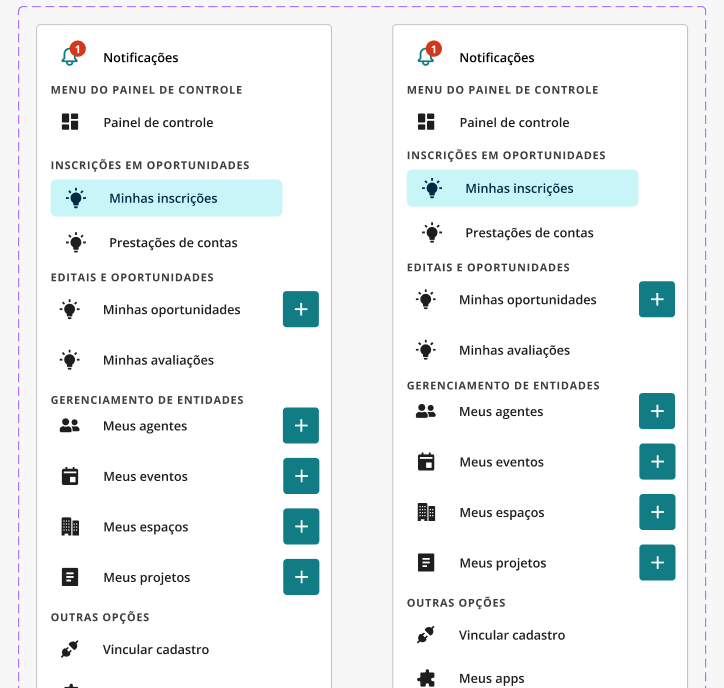 1
Notificações
MENU DO PAINEL DE CONTROLE
Painel de controle
INSCRIÇÕES EM OPORTUNIDADES
Minhas inscrições
Prestações de contas
EDITAIS E OPORTUNIDADES
Minhas oportunidades
+
Minhas avaliações
GERENCIAMENTO DE ENTIDADES
Meus agentes
+
Meus eventos
+
Meus espaços
+
Meus projetos
+
OUTRAS OPÇÕES
Vincular cadastro
1
Notificações
MENU DO PAINEL DE CONTROLE
Painel de controle
INSCRIÇÕES EM OPORTUNIDADES
Minhas inscrições
Prestações de contas
EDITAIS E OPORTUNIDADES
Minhas oportunidades
+
Minhas avaliações
GERENCIAMENTO DE ENTIDADES
Meus agentes
+
Meus eventos
+
Meus espaços
+
Meus projetos
+
OUTRAS OPÇÕES
Vincular cadastro
Meus apps